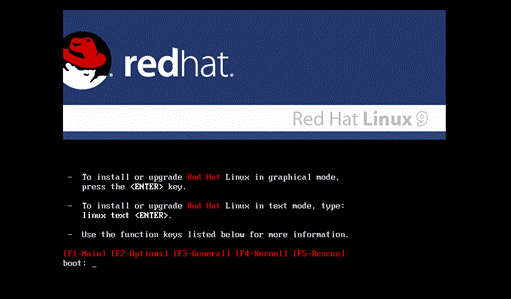 redhat.
Red Hat Linux 9
- To install or upgrade Red Hat Linux in graphical mode,
press the <ENTER> key.
- To install or upgrade Red Hat Linux in text mode, type:
linux text <ENTER>.
- Use the function keys listed below for more information.
[F1-Main] [F2-Options] [F3-General] [F4-Kernel] [F5-Rescue]
boot: _